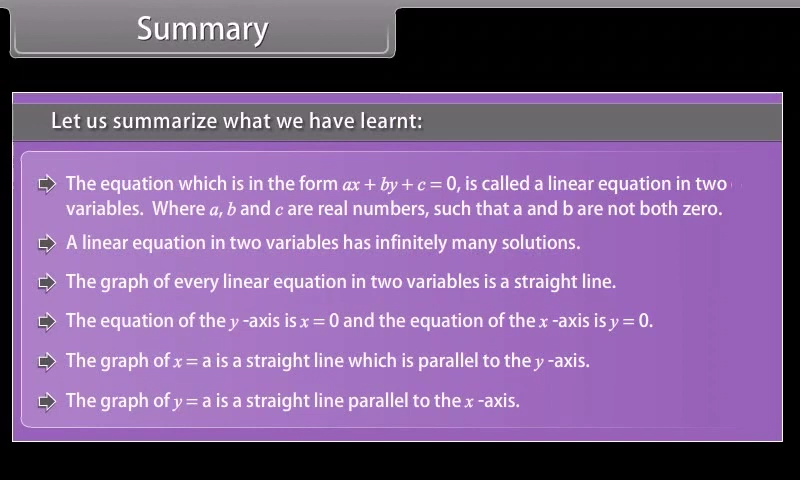 Summary
Let us summarize what we have learnt:
The equation which is in the form ax + by + c = 0, is called a linear equation in two
variables. Where a, b and c are real numbers, such that a and b are not both zero.
A linear equation in two variables has infinitely many solutions.
The graph of every linear equation in two variables is a straight line.
The equation of the y -axis is x = 0 and the equation of the x -axis is y = 0.
The graph of x = a is a straight line which is parallel to the y -axis.
The graph of y = a is a straight line parallel to the x -axis.